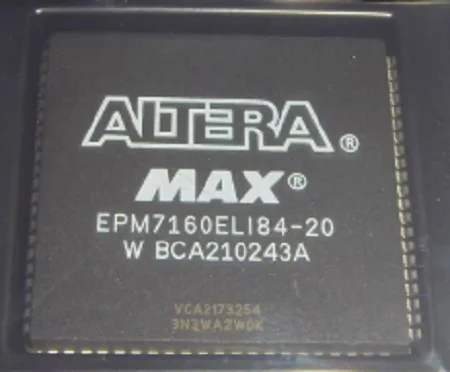 ALTERA®
MAX®
EPM7160ELI84-20
W BCA210243A
VCA2173254
3N3WA2W0K